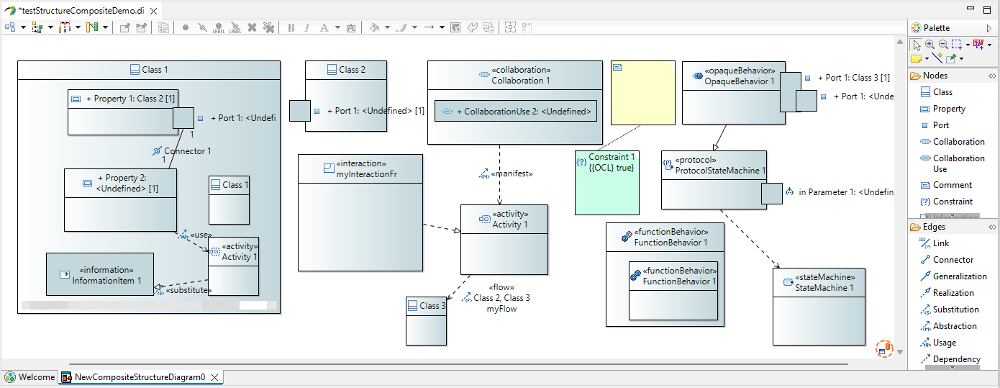 *testStructureCompositeDemo.di
Palette
Nodes
Class
Property
Port
Collaboration
Collaboration
Use
Comment
Constraint
Edges
Link
Connector
Generalization
Realization
Substitution
Abstraction
Usage
Dependency
Class 1
+ Property 1: Class 2 [1]
+ Port 1: <Undefi
1
Connector 1
1
+ Property 2:
<Undefined> [1]
Class 1
«use»
«activity»
Activity 1
«information»
InformationItem 1
«substitute»
Class 2
+ Port 1: <Undefined> [1]
«collaboration»
Collaboration 1
+ CollaborationUse 2: <Undefined>
«interaction»
myInteractionFr
«manifest»
«activity»
Activity 1
«flow»
Class 2, Class 3
myFlow
Class 3
Constraint 1
{{OCL} true}
«opaqueBehavior»
OpaqueBehavior 1
+ Port 1: Class 3 [1]
+ Port 1: <Unde
«protocol»
ProtocolStateMachine 1
in Parameter 1: <Undefin
«functionBehavior»
FunctionBehavior 1
«functionBehavior»
FunctionBehavior 1
«stateMachine»
StateMachine 1
Welcome
NewCompositeStructureDiagram0